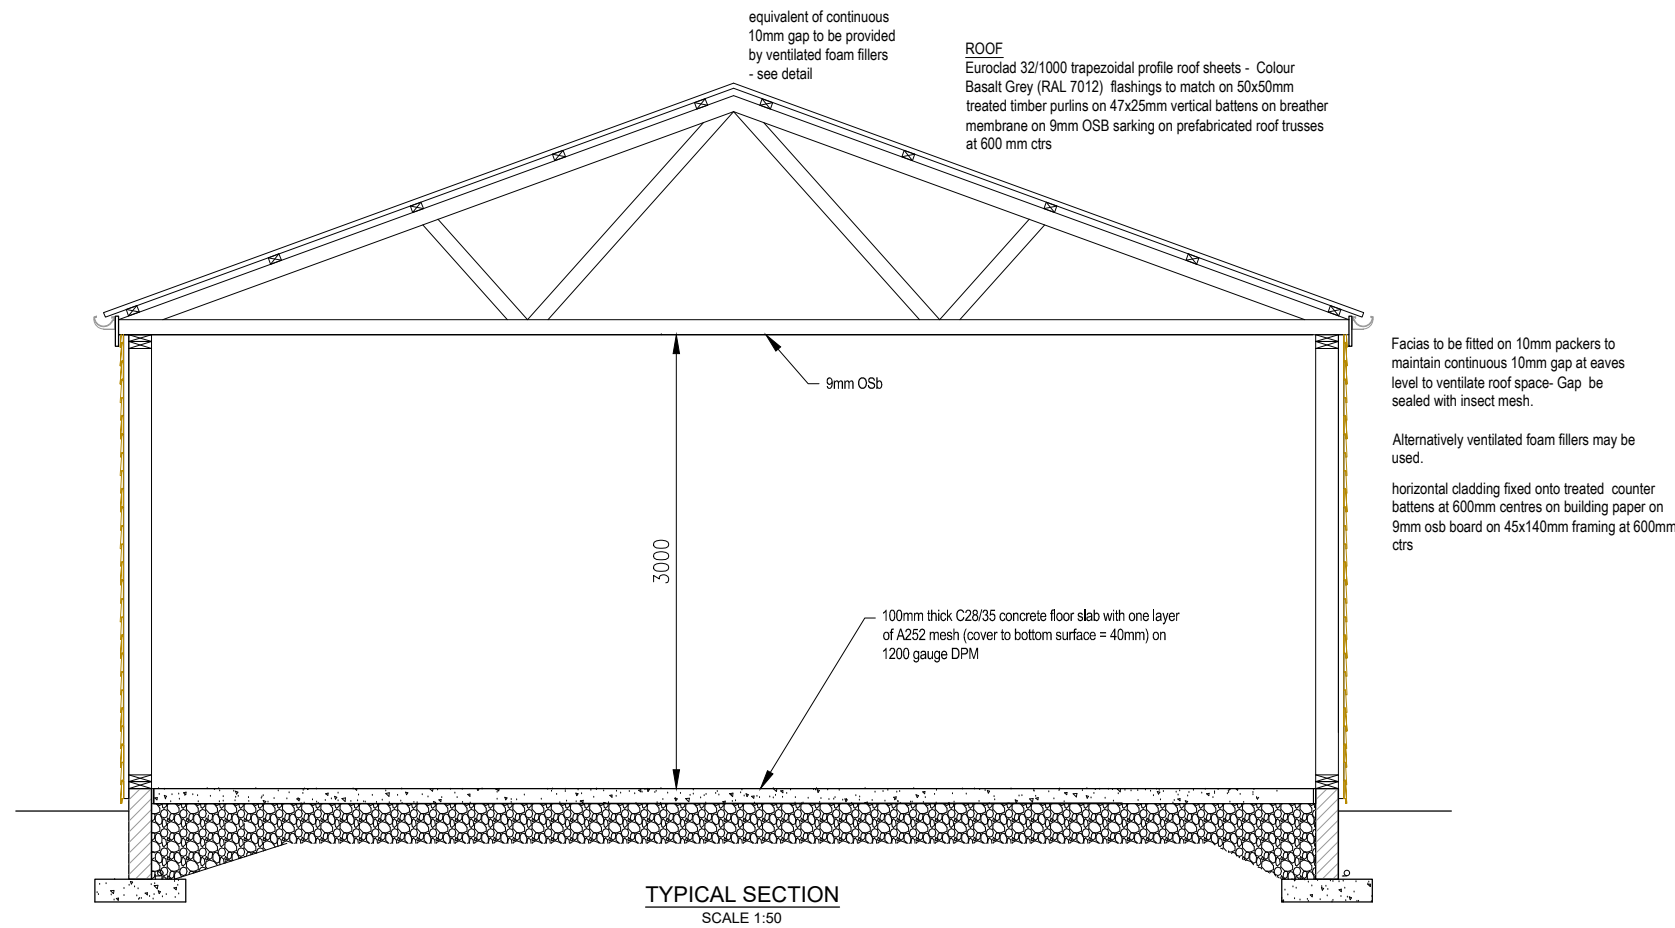 equivalent of continuous
10mm gap to be provided
by ventilated foam fillers
- see detail
ROOF
Euroclad 32/1000 trapezoidal profile roof sheets - Colour
Basalt Grey (RAL 7012) flashings to match on 50x50mm
treated timber purlins on 47x25mm vertical battens on breather
membrane on 9mm OSB sarking on prefabricated roof trusses
at 600 mm ctrs
Facias to be fitted on 10mm packers to
maintain continuous 10mm gap at eaves
level to ventilate roof space- Gap be
sealed with insect mesh.
Alternatively ventilated foam fillers may be
used.
horizontal cladding fixed onto treated counter
battens at 600mm centres on building paper on
9mm osb board on 45x140mm framing at 600mm
ctrs
9mm OSb
3000
100mm thick C28/35 concrete floor slab with one layer
of A252 mesh (cover to bottom surface = 40mm) on
1200 gauge DPM
TYPICAL SECTION
SCALE 1:50